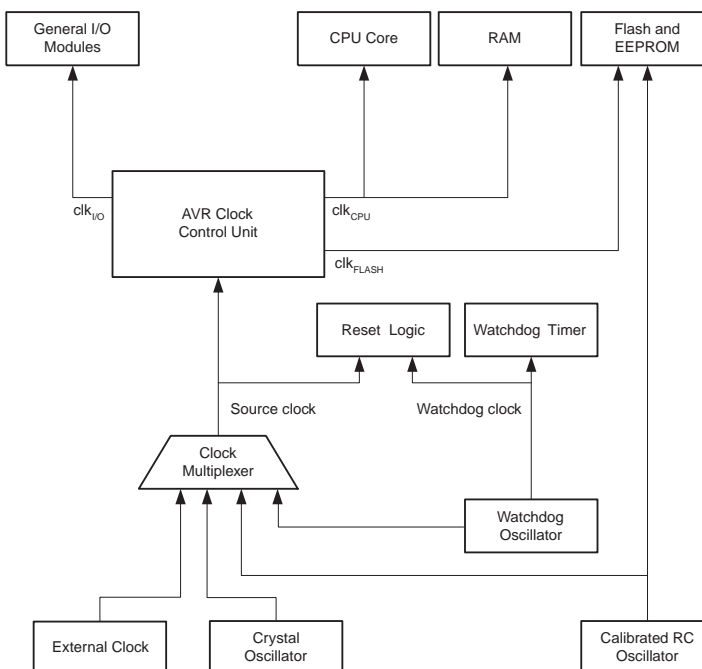 General I/O
Modules
CPU Core
RAM
Flash and
EEPROM
clkI/O
AVR Clock
Control Unit
clkCPU
clkFLASH
Reset Logic
Watchdog Timer
Source clock
Watchdog clock
Clock
Multiplexer
Watchdog
Oscillator
External Clock
Crystal
Oscillator
Calibrated RC
Oscillator